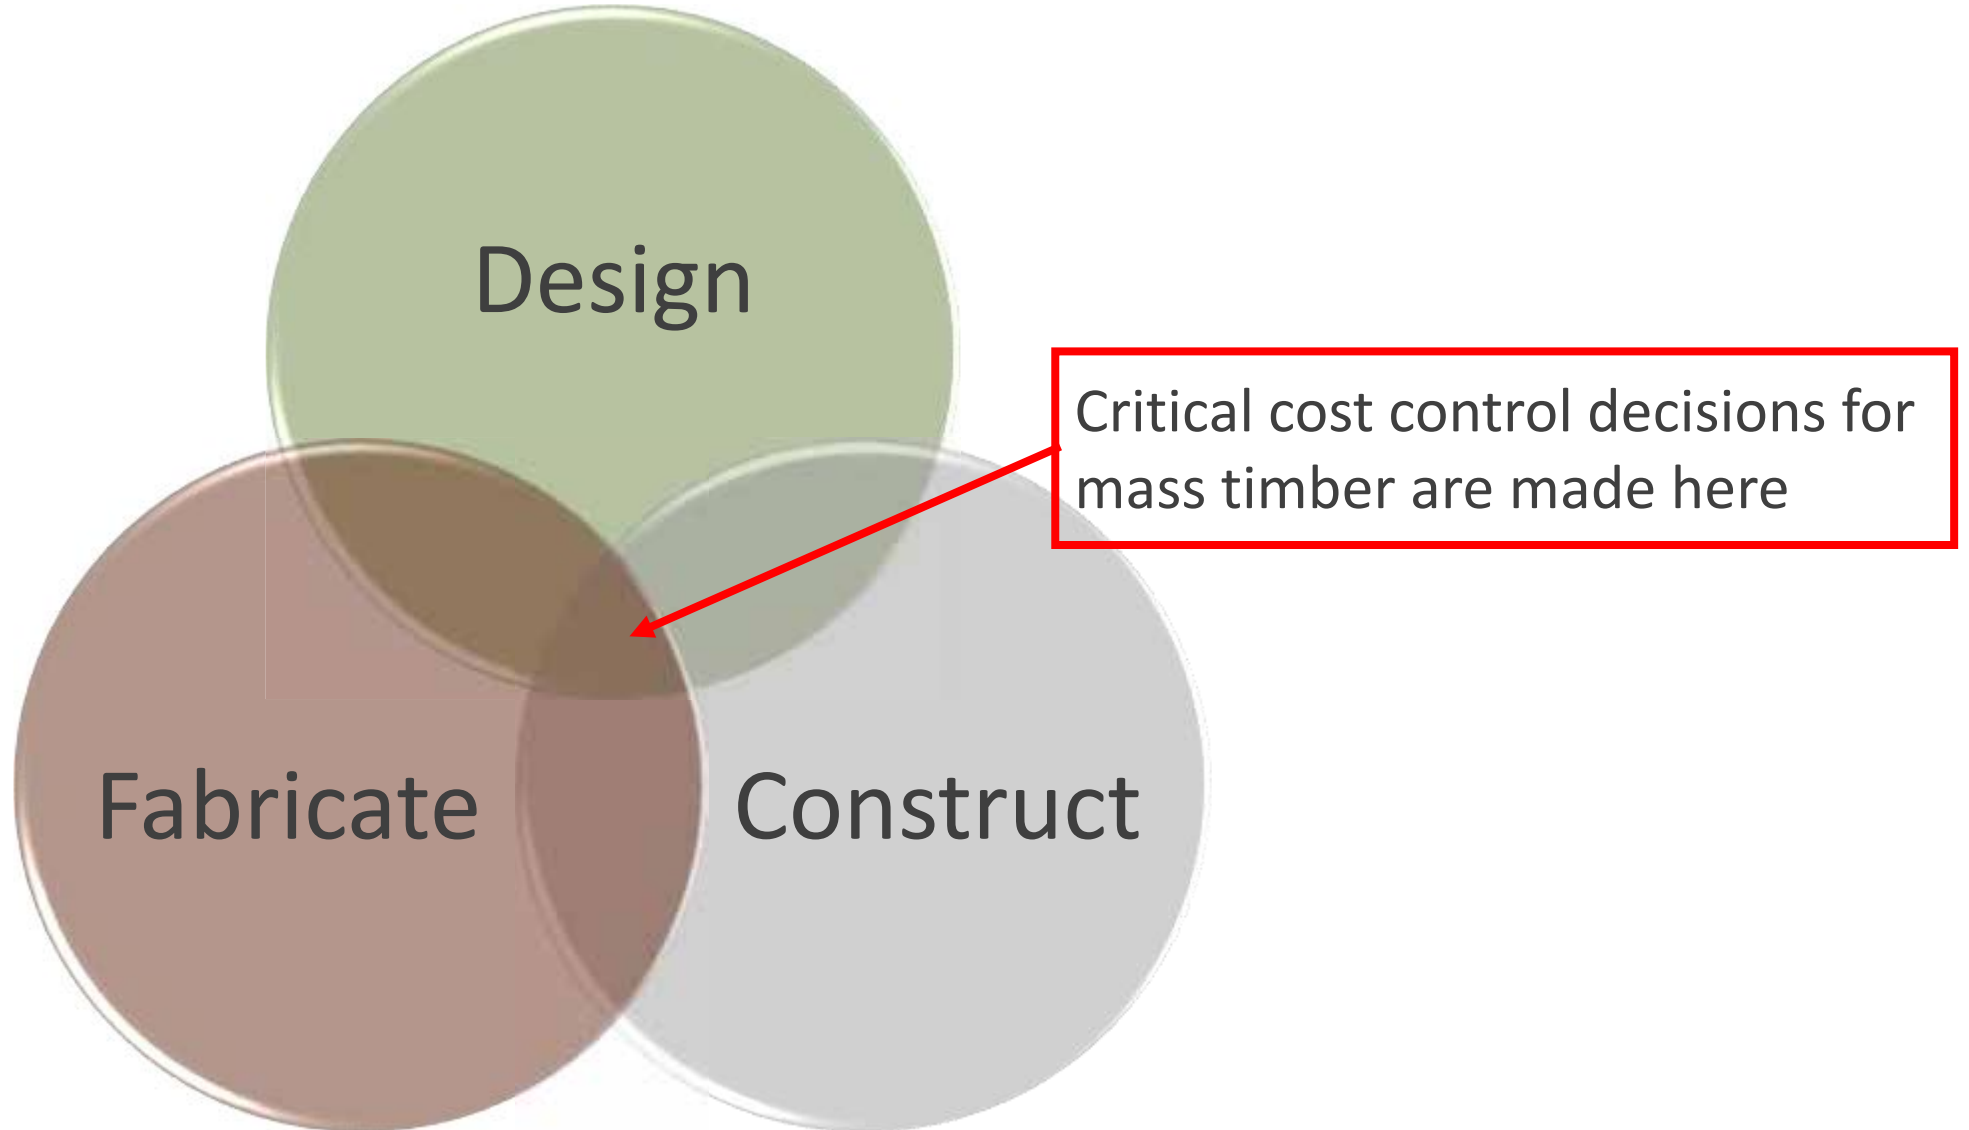 Design
Critical cost control decisions for
mass timber are made here
Fabricate
Construct